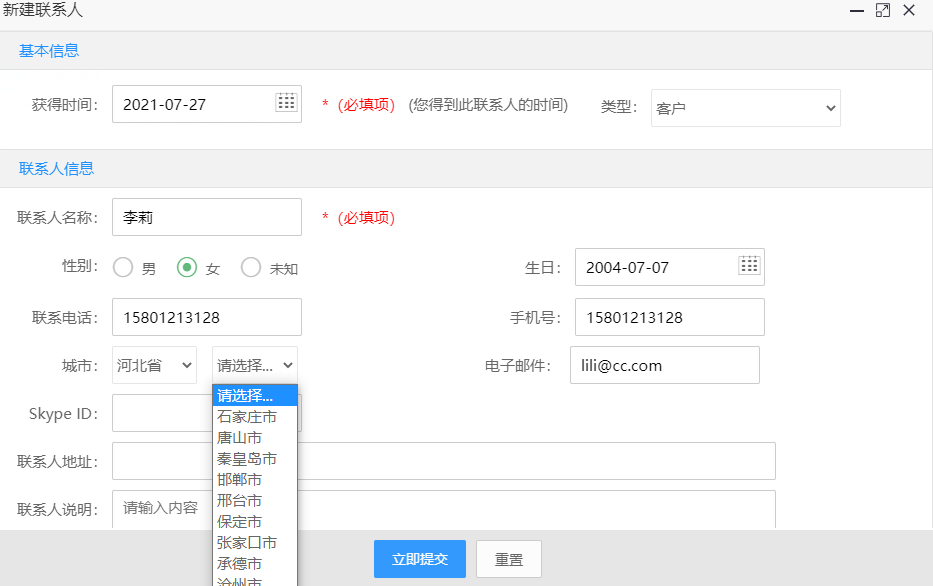 新建联系人
基本信息
获得时间： 2021-07-27 * (必填项) (您得到此联系人的时间) 类型： 客户
联系人信息
联系人名称： 李莉 * (必填项)
性别： 男 女 未知 生日： 2004-07-07
联系电话： 15801213128 手机号： 15801213128
城市： 河北省 请选择... 电子邮件： lili@cc.com
请选择...
Skype ID： 石家庄市
唐山市
联系人地址： 秦皇岛市
邯郸市
联系人说明： 请输入内容 邢台市
保定市
张家口市
立即提交 重置
承德市
沧州市